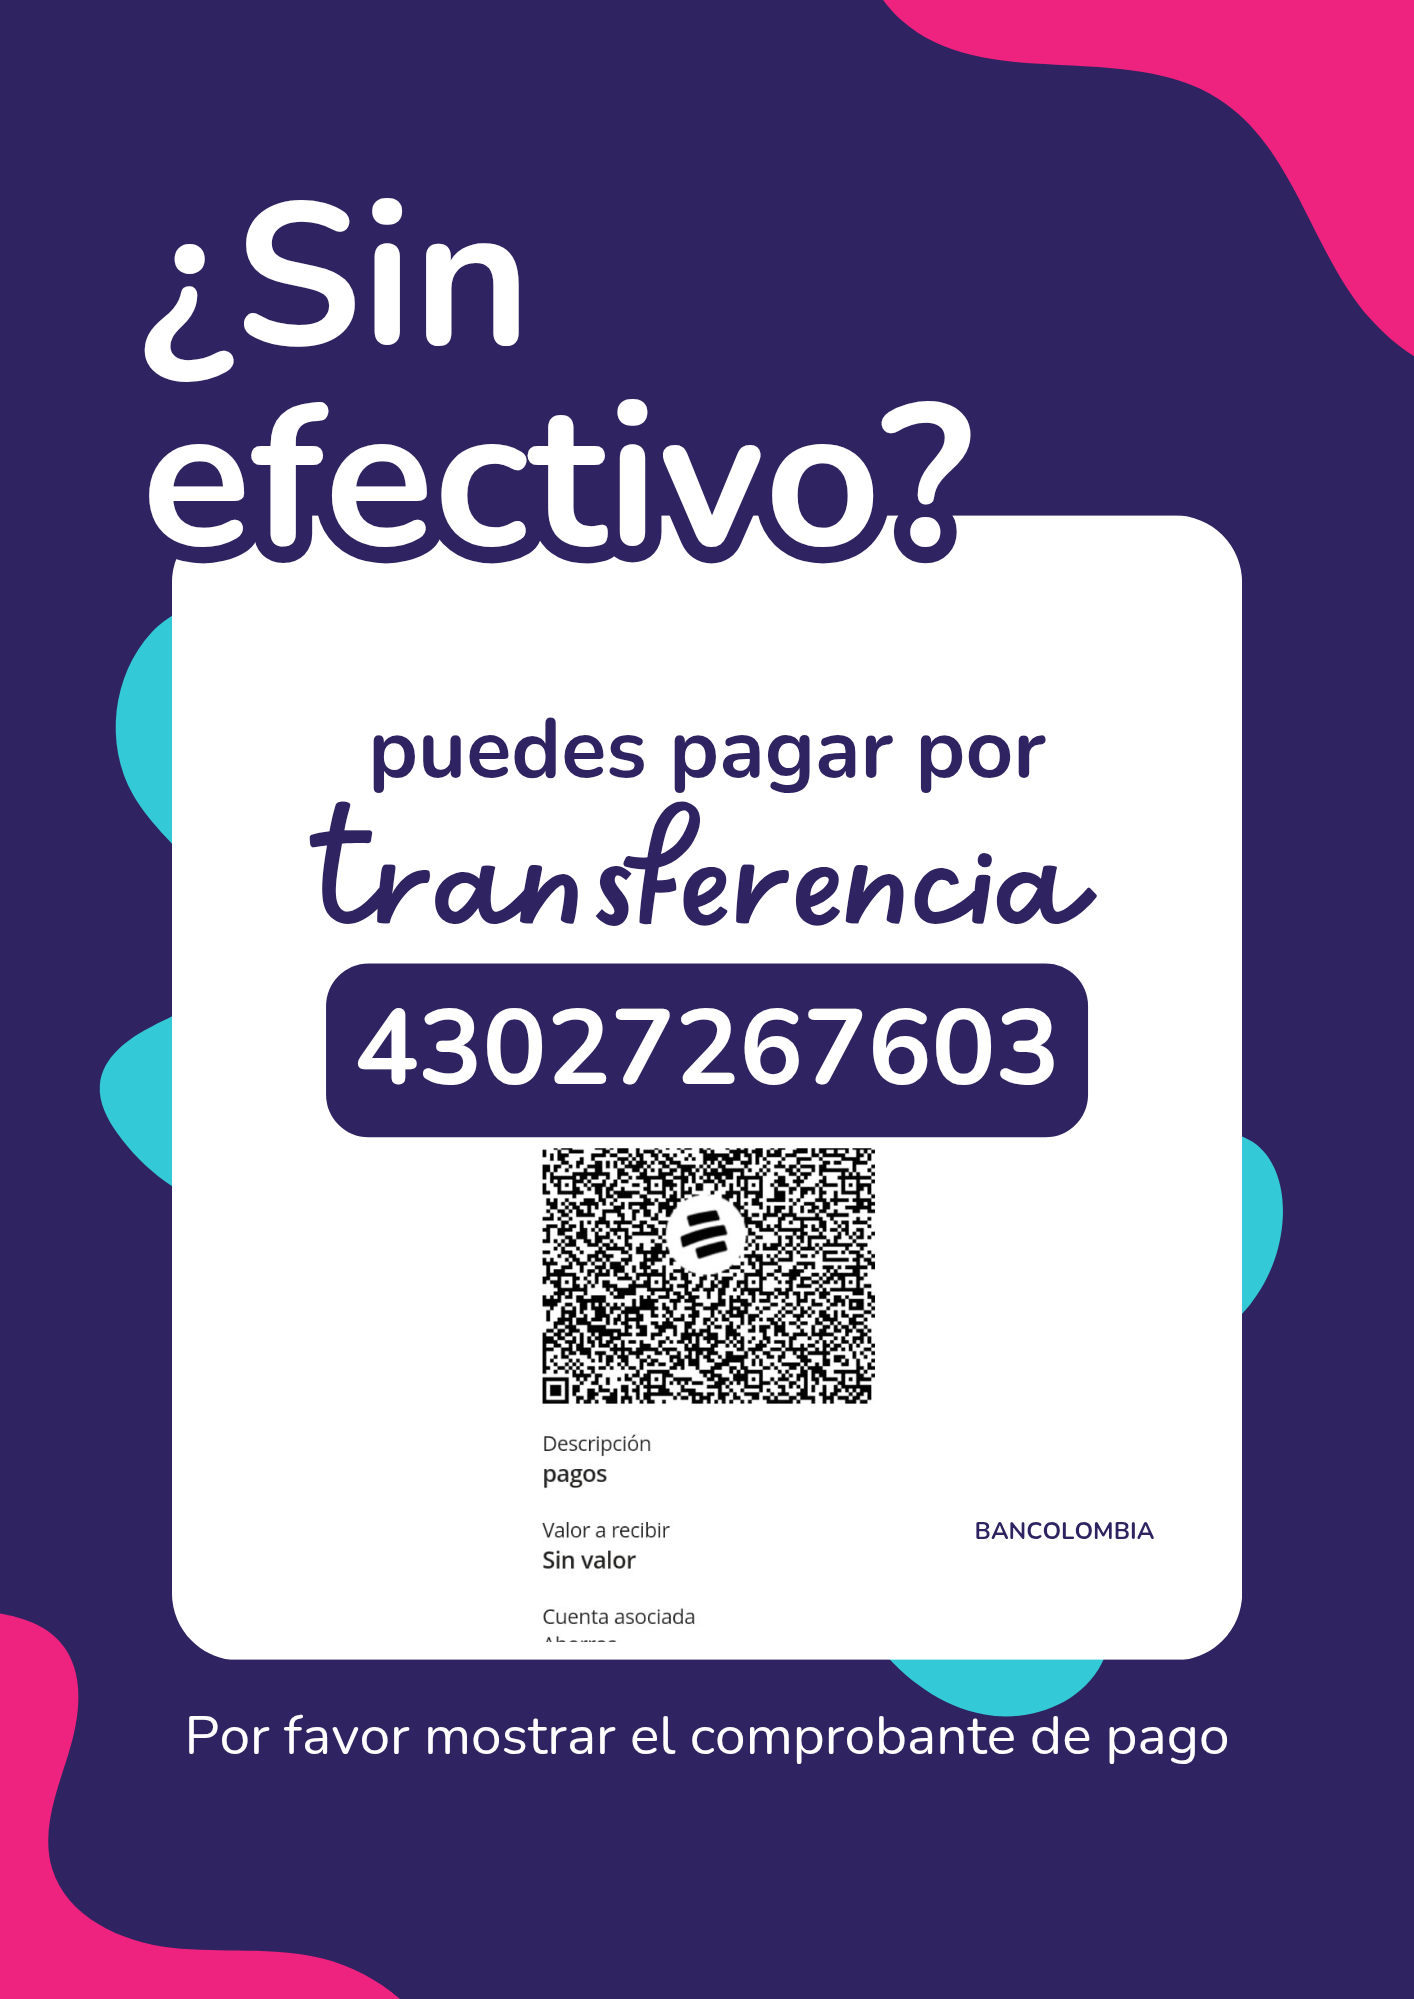 ¿Sin
efectivo?
puedes pagar por
transferencia
43027267603
Descripción
pagos
Valor a recibir
Sin valor
BANCOLOMBIA
Cuenta asociada
Por favor mostrar el comprobante de pago